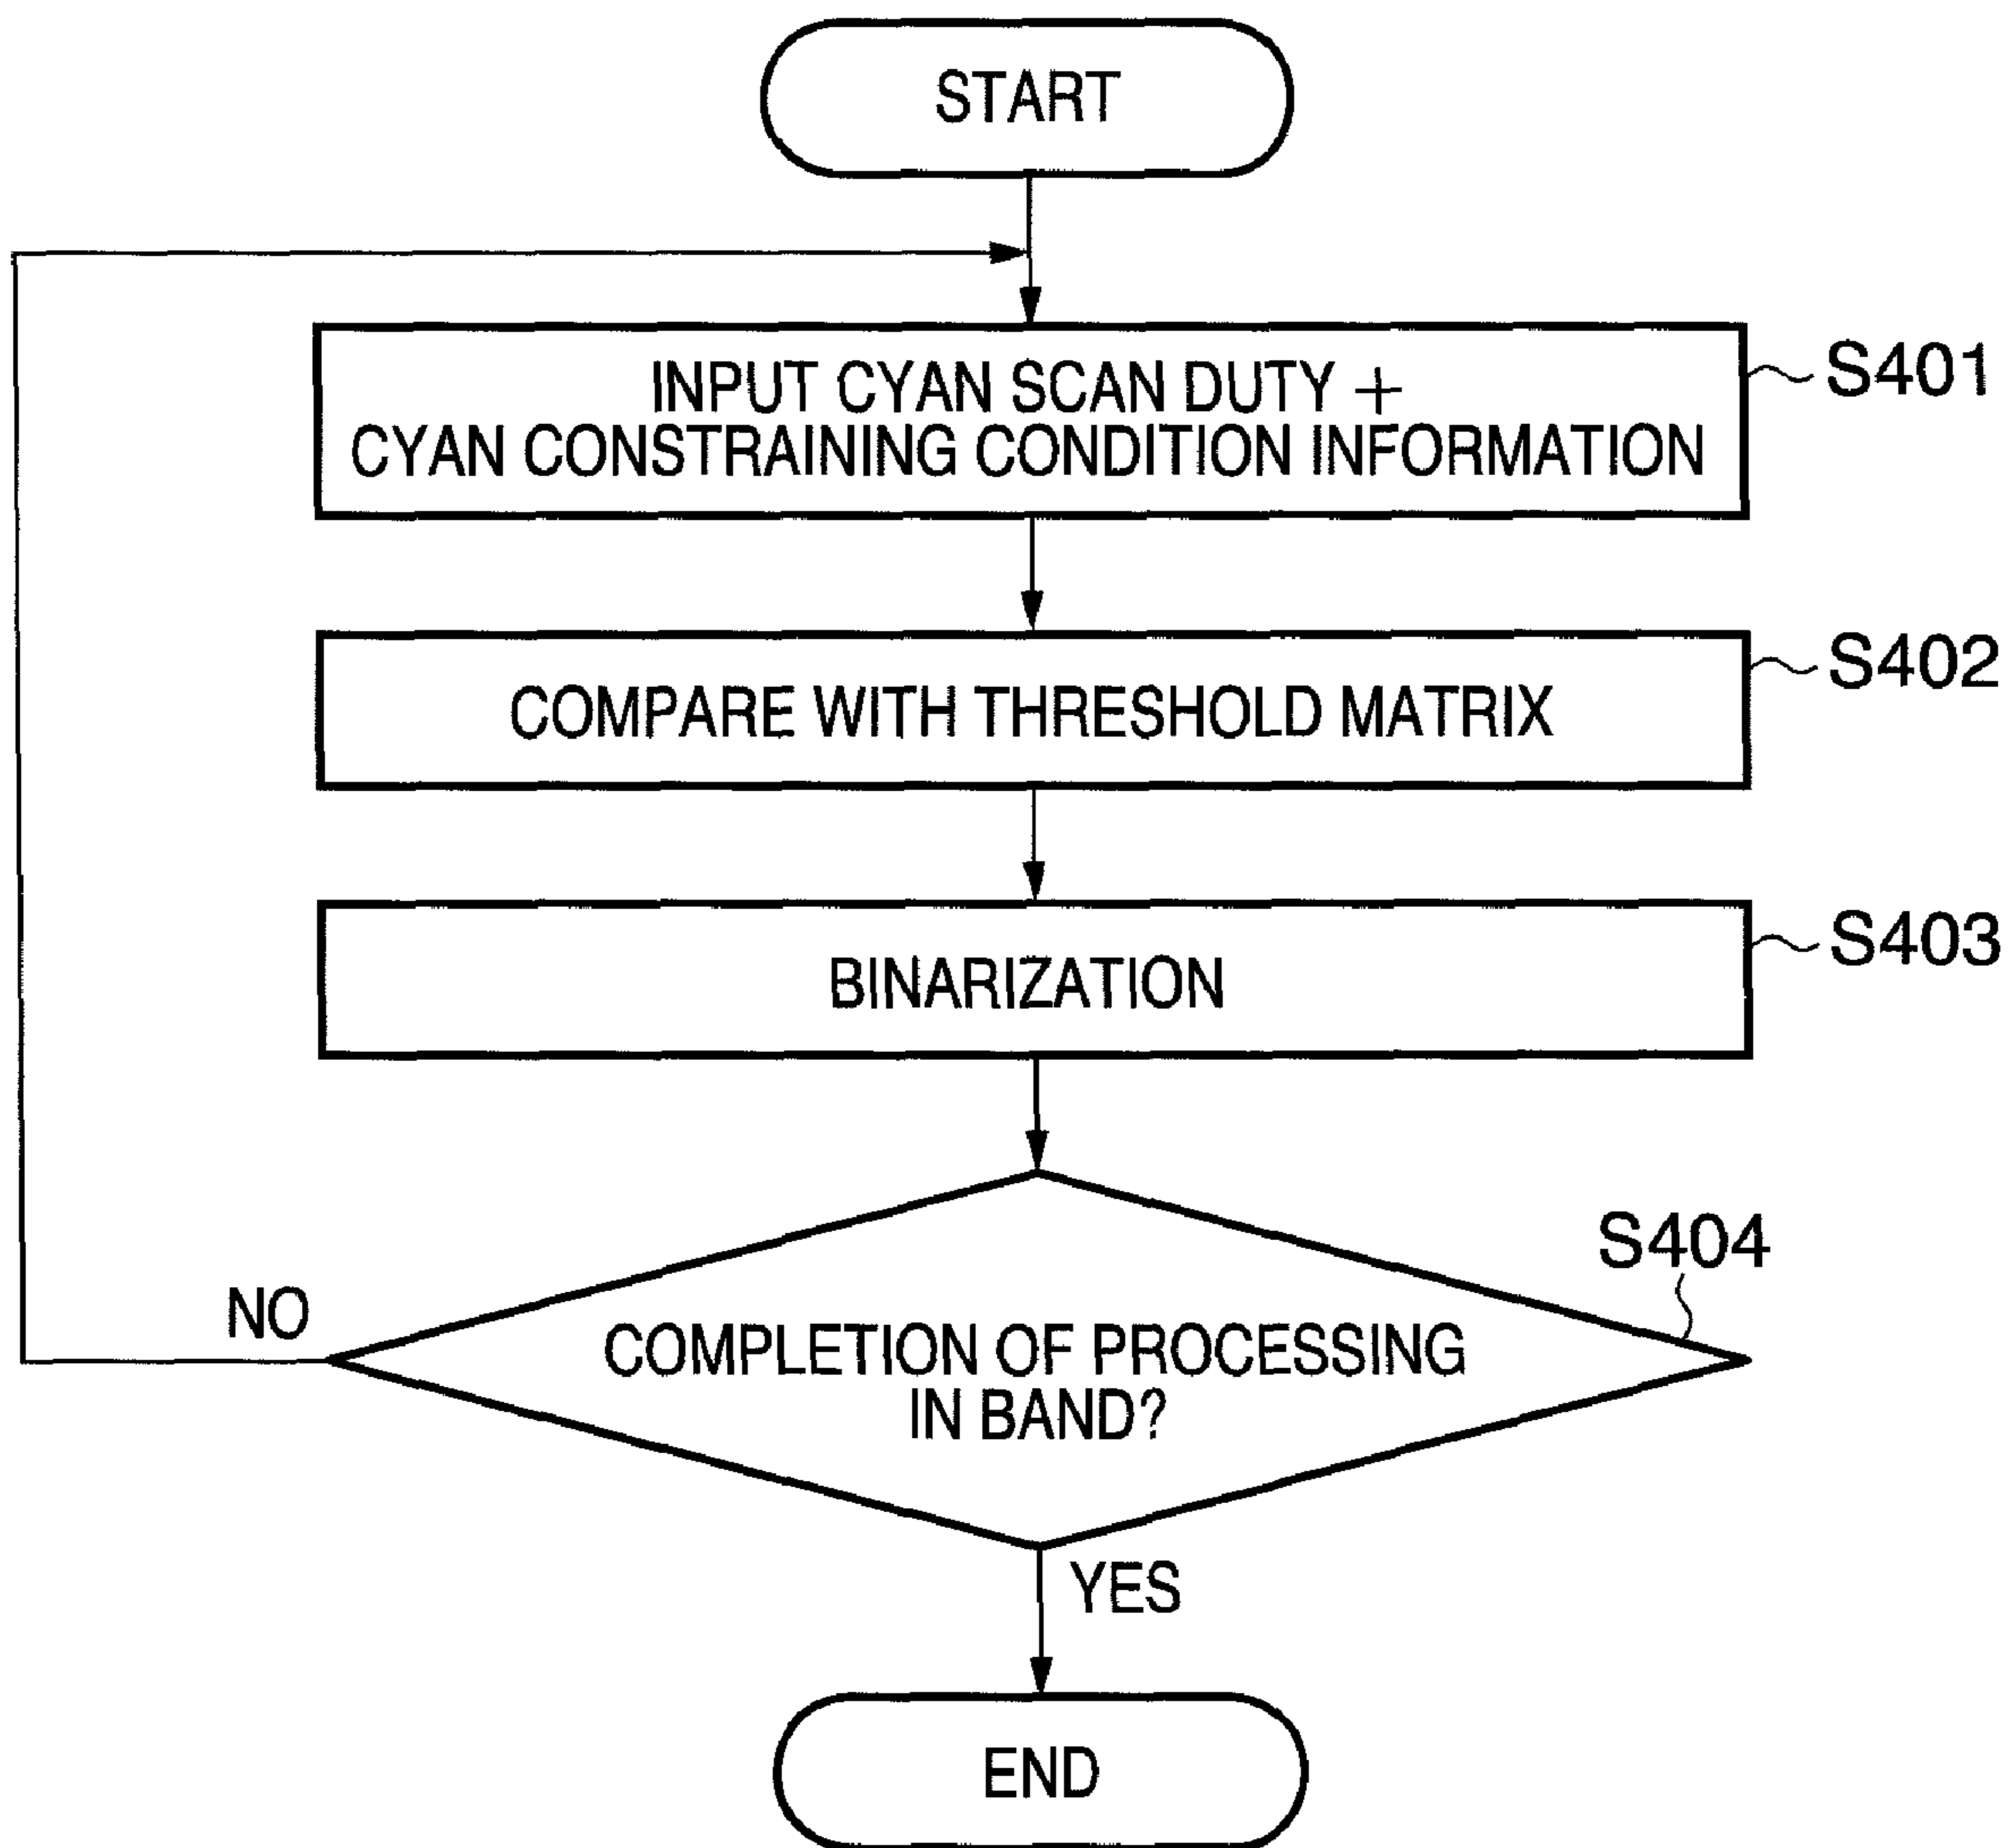 START
INPUT CYAN SCAN DUTY +
CYAN CONSTRAINING CONDITION INFORMATION
S401
COMPARE WITH THRESHOLD MATRIX
S402
BINARIZATION
S403
S404
NO
COMPLETION OF PROCESSING
IN BAND?
YES
END